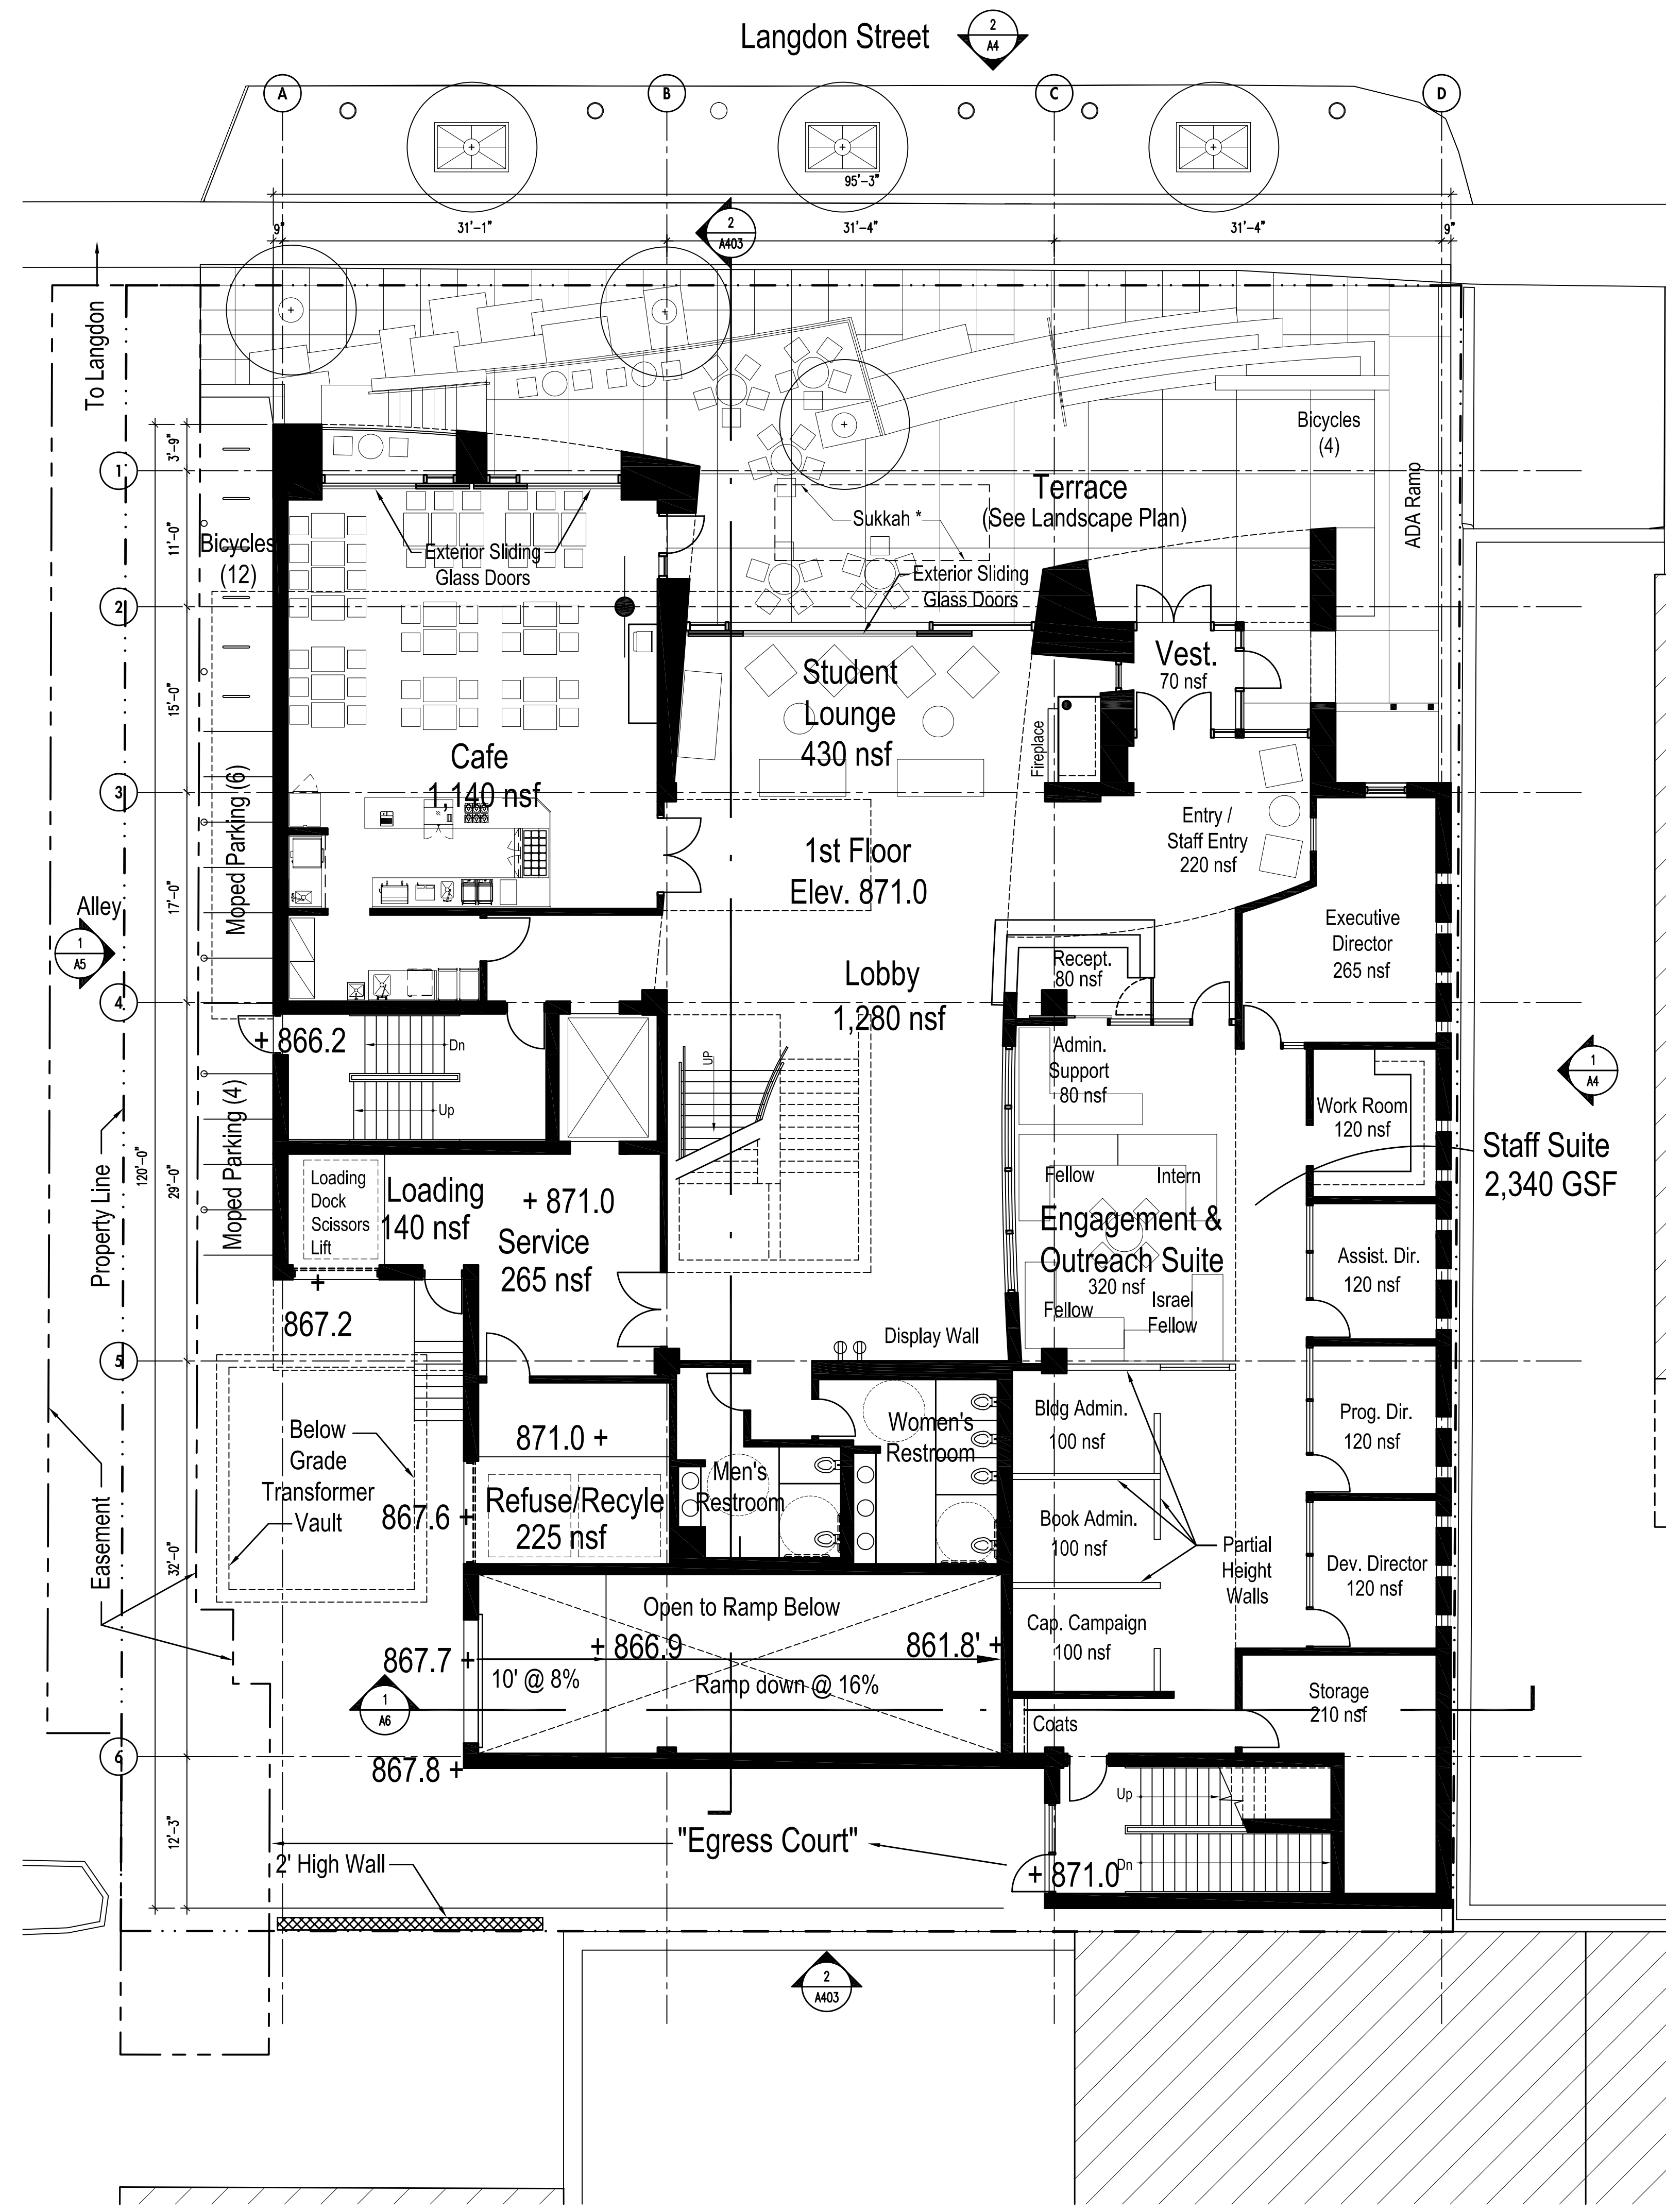 Langdon Street
2
A4
A
B
C
D
95'-3"
9"
31'-1"
31'-4"
31'-4"
9"
2
A403
To Langdon
3'-9"
11'-0"
15'-0"
17'-0"
29'-0"
32'-0"
12'-3"
120'-0"
1
2
3
4
5
6
Bicycles
(4)
ADA Ramp
Terrace
(See Landscape Plan)
Sukkah *
Exterior Sliding
Glass Doors
Exterior Sliding
Glass Doors
Bicycles
(12)
Vest.
70 nsf
Student
Lounge
430 nsf
Fireplace
Cafe
1,140 nsf
Moped Parking (6)
Entry /
Staff Entry
220 nsf
1st Floor
Elev. 871.0
Alley
1
A5
Executive
Director
265 nsf
Recept.
80 nsf
Lobby
1,280 nsf
+ 866.2
Dn
Up
UP
Admin.
Support
80 nsf
1
A4
Work Room
120 nsf
Staff Suite
2,340 GSF
Moped Parking (4)
Property Line
Loading
Dock
Scissors
Lift
Loading
140 nsf
+ 871.0
Service
265 nsf
Fellow
Intern
Engagement &
Outreach Suite
320 nsf
Fellow
Israel
Fellow
Assist. Dir.
120 nsf
+
867.2
Display Wall
Below
Grade
Transformer
Vault
871.0 +
Women's
Restroom
Men's
Restroom
Bldg Admin.
100 nsf
Prog. Dir.
120 nsf
Easement
867.6 +
Refuse/Recyle
225 nsf
Book Admin.
100 nsf
Partial
Height
Walls
Dev. Director
120 nsf
Open to Ramp Below
867.7 +
+ 866.9
861.8' +
10' @ 8%
Ramp down @ 16%
Cap. Campaign
100 nsf
1
A6
Storage
210 nsf
Coats
867.8 +
Up
Dn
"Egress Court"
+ 871.0
2' High Wall
2
A403